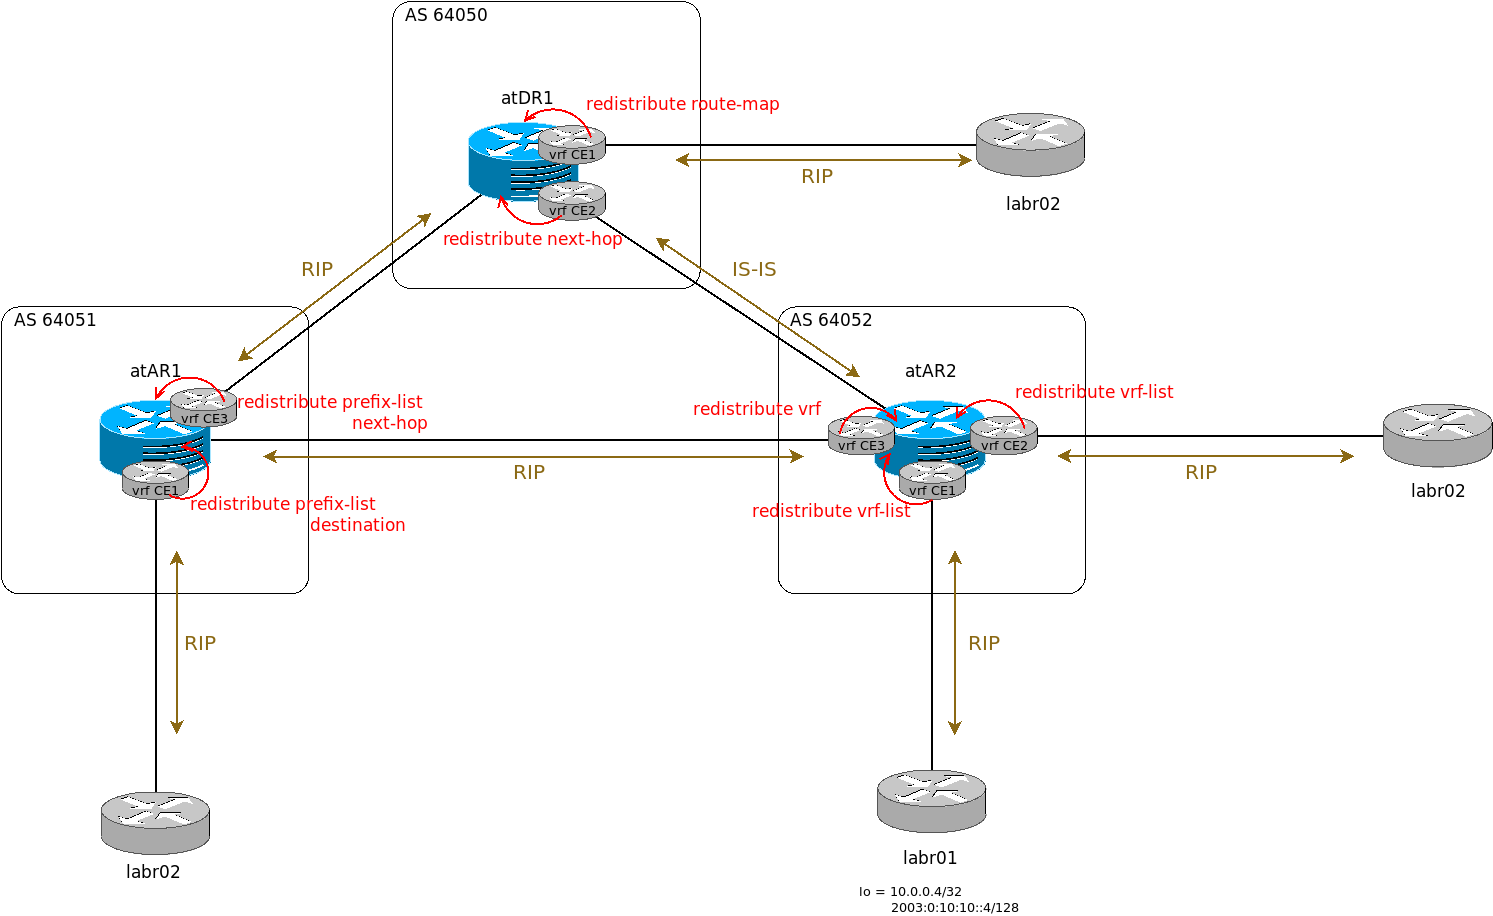 AS 64050
atDR1
redistribute route-map
vrf CE1
RIP
labr02
vrf CE2
redistribute next-hop
RIP
IS-IS
AS 64051
AS 64052
atAR1
atAR2
redistribute prefix-list
next-hop
vrf CE3
redistribute vrf
redistribute vrf-list
vrf CE3
vrf CE2
RIP
RIP
labr02
vrf CE1
redistribute prefix-list
destination
vrf CE1
redistribute vrf-list
RIP
RIP
labr02
labr01
lo = 10.0.0.4/32
2003:0:10:10::4/128